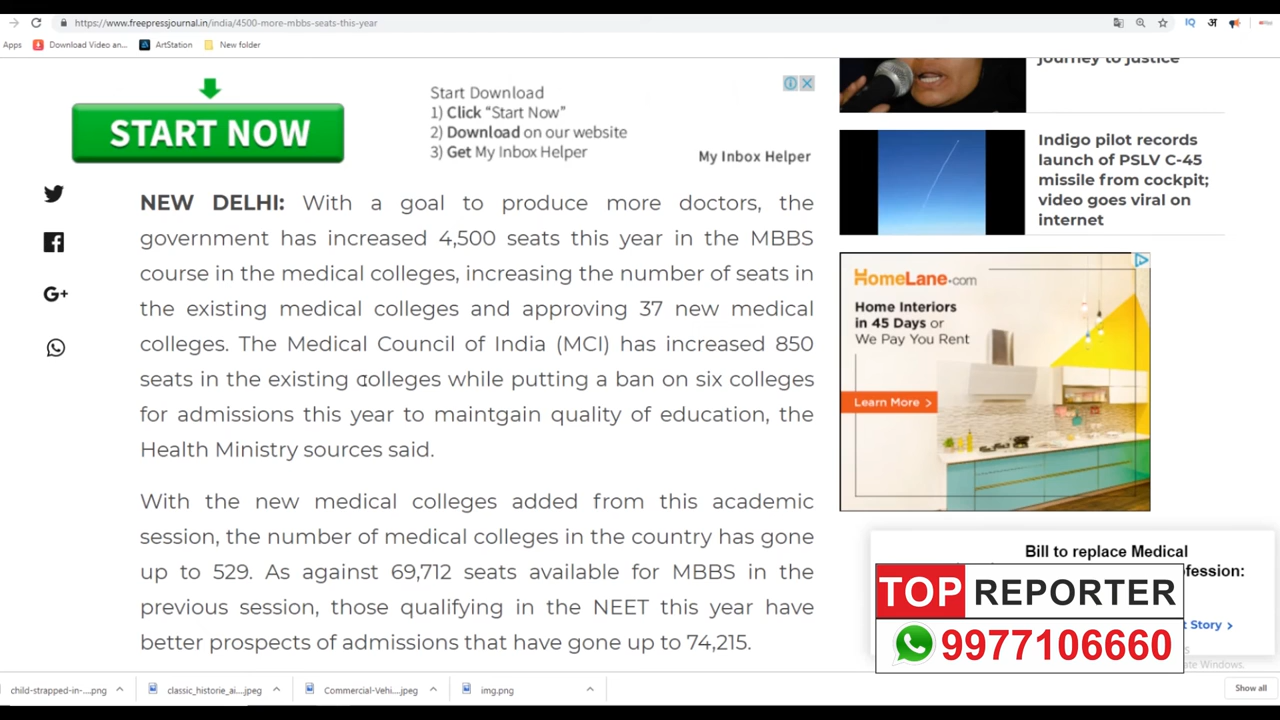 https://www.freepressjournal.in/india/4500-more-mbbs-seats-this-year
IQ
अ
Apps
Download Video an...
ArtStation
New folder
START NOW
Start Download
1) Click "Start Now"
2) Download on our website
3) Get My Inbox Helper
My Inbox Helper
NEW DELHI: With a goal to produce more doctors, the
government has increased 4,500 seats this year in the MBBS
course in the medical colleges, increasing the number of seats in
the existing medical colleges and approving 37 new medical
colleges. The Medical Council of India (MCI) has increased 850
seats in the existing colleges while putting a ban on six colleges
for admissions this year to maintgain quality of education, the
Health Ministry sources said.
With the new medical colleges added from this academic
session, the number of medical colleges in the country has gone
up to 529. As against 69,712 seats available for MBBS in the
previous session, those qualifying in the NEET this year have
better prospects of admissions that have gone up to 74,215.
G+
journey to justice
Indigo pilot records
launch of PSLV C-45
missile from cockpit;
video goes viral on
internet
HomeLane.com
Home Interiors
in 45 Days or
We Pay You Rent
Learn More >
Bill to replace Medical
ofession:
t Story >
TOP REPORTER
9977106660
ate Windows.
child-strapped-in-....png
classic_historie_ai....jpeg
Commercial-Vehi....jpeg
img.png
Show all